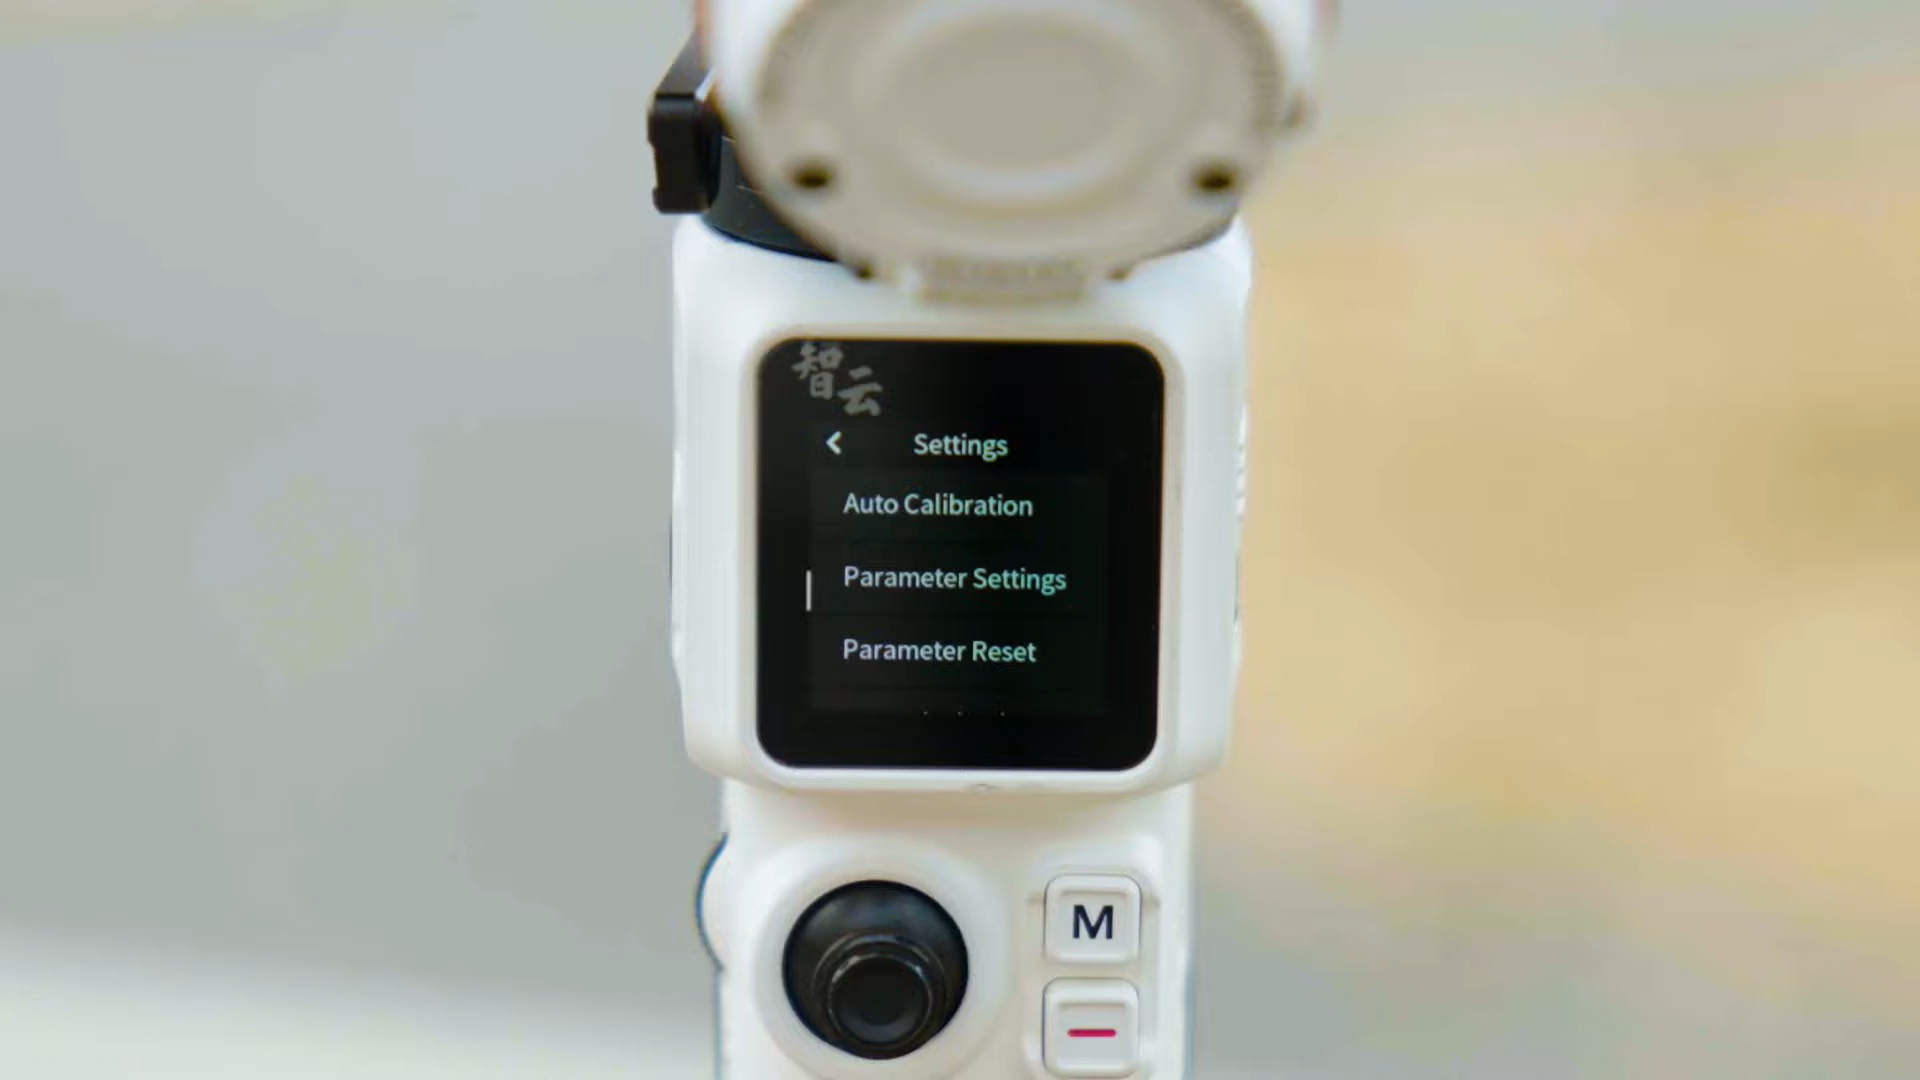 智云
Settings
Auto Calibration
Parameter Settings
Parameter Reset
M